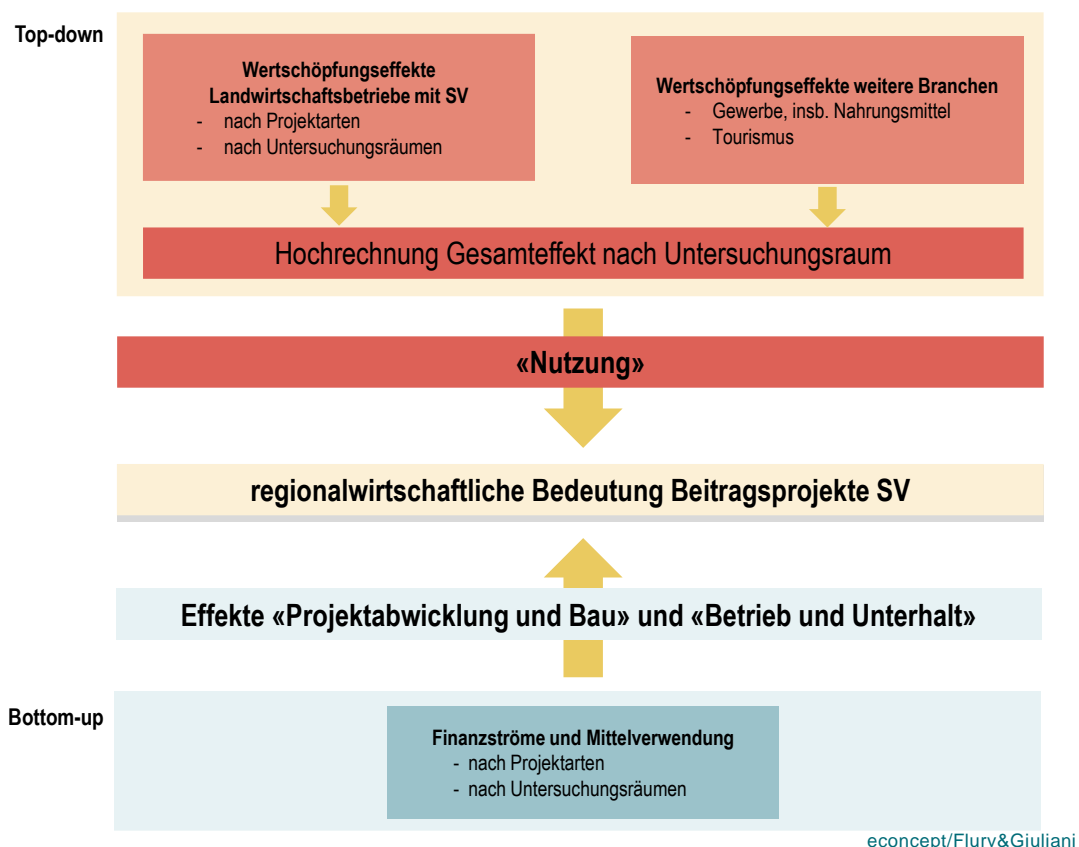 Top-down
Wertschöpfungseffekte
Landwirtschaftsbetriebe mit SV
- nach Projektarten
- nach Untersuchungsräumen
Wertschöpfungseffekte weitere Branchen
- Gewerbe, insb. Nahrungsmittel
- Tourismus
Hochrechnung Gesamteffekt nach Untersuchungsraum
«Nutzung»
regionalwirtschaftliche Bedeutung Beitragsprojekte SV
Effekte «Projektabwicklung und Bau» und «Betrieb und Unterhalt»
Bottom-up
Finanzströme und Mittelverwendung
- nach Projektarten
- nach Untersuchungsräumen
econcept/Flury&Giuliani